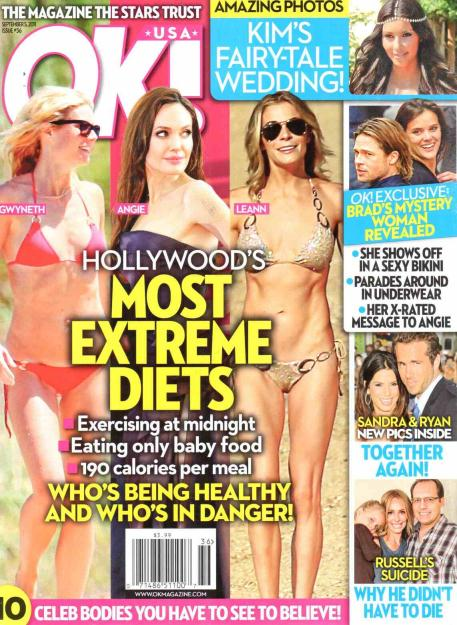 THE MAGAZINE THE STARS TRUST
SEPTEMBER 5, 2011
ISSUE #36
★USA★
OK!
AMAZING PHOTOS
KIM'S
FAIRY-TALE
WEDDING!
GWYNETH
ANGIE
LEANN
OK! EXCLUSIVE:
BRAD'S MYSTERY
WOMAN
REVEALED
• SHE SHOWS OFF
IN A SEXY BIKINI
• PARADES AROUND
IN UNDERWEAR
• HER X-RATED
MESSAGE TO ANGIE
HOLLYWOOD'S
MOST
EXTREME
DIETS
Exercising at midnight
Eating only baby food
190 calories per meal
WHO'S BEING HEALTHY
AND WHO'S IN DANGER!
SANDRA & RYAN
NEW PICS INSIDE
TOGETHER
AGAIN!
RUSSELL'S
SUICIDE
WHY HE DIDN'T
HAVE TO DIE
$3.99
36>
0 71486 51100 7
WWW.OKMAGAZINE.COM
10 CELEB BODIES YOU HAVE TO SEE TO BELIEVE!